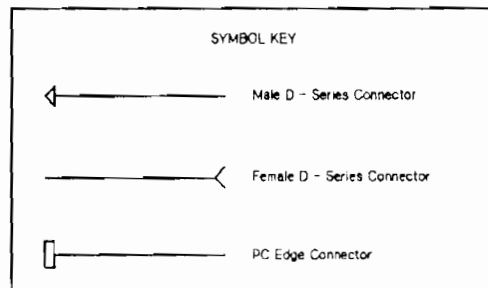 SYMBOL KEY
Male D - Series Connector
Female D - Series Connector
PC Edge Connector